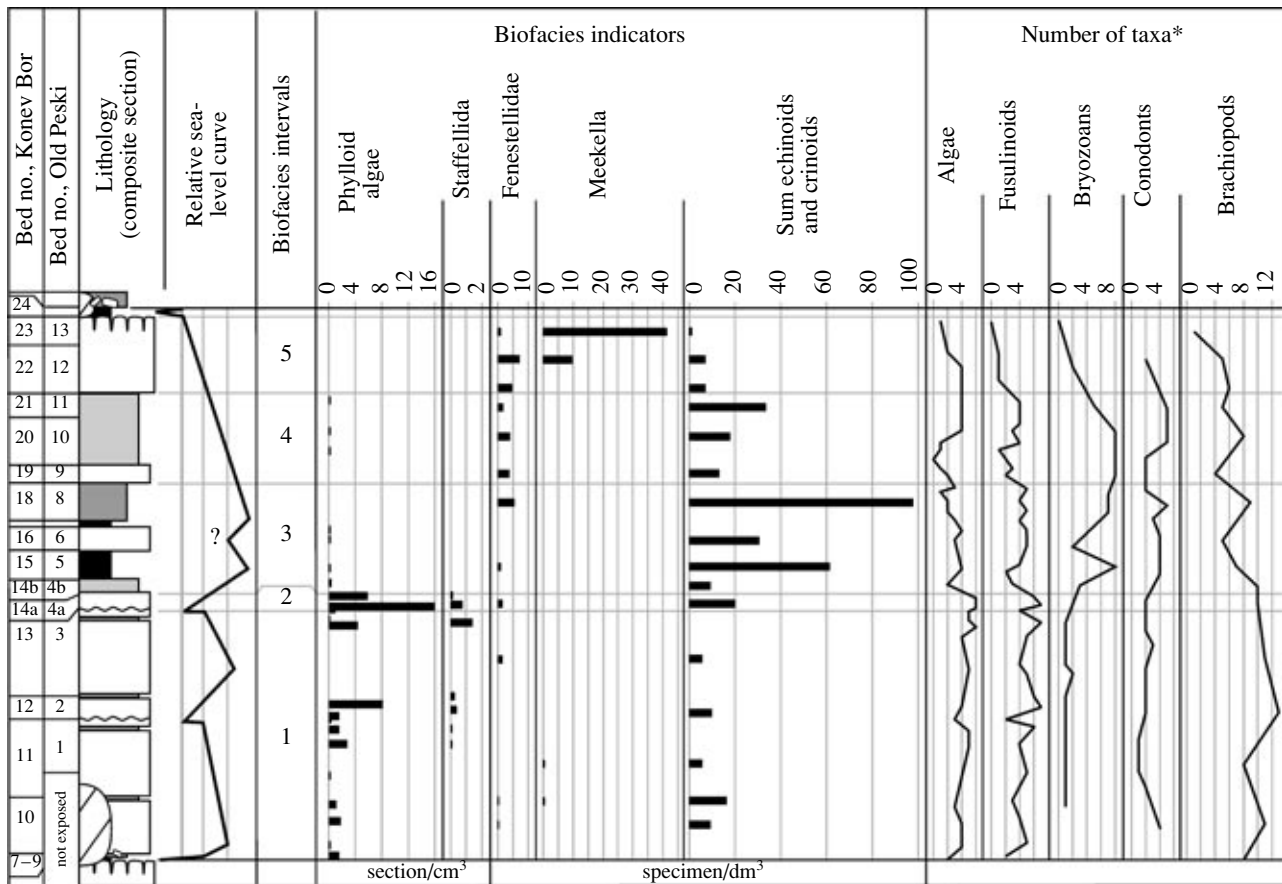 Bed no., Konev Bor
Bed no., Old Peski
Lithology
(composite section)
Relative sea-
level curve
Biofacies intervals
Biofacies indicators
Phylloid
algae
Staffellida
Fenestellidae
Meekella
Sum echinoids
and crinoids
Number of taxa*
Algae
Fusulinoids
Bryozoans
Conodonts
Brachiopods
0 4 8 12 16
0 2
0 10
0 10 20 30 40
0 20 40 60 80 100
0 4
0 4
0 4 8
0 4
0 4 8 12
24
23 13
22 12
21 11
20 10
19 9
18 8
16 6
15 5
14b 4b
14a 4a
13 3
12 2
11 1
10
7–9
not exposed
?
5
4
3
2
1
section/cm³
specimen/dm³